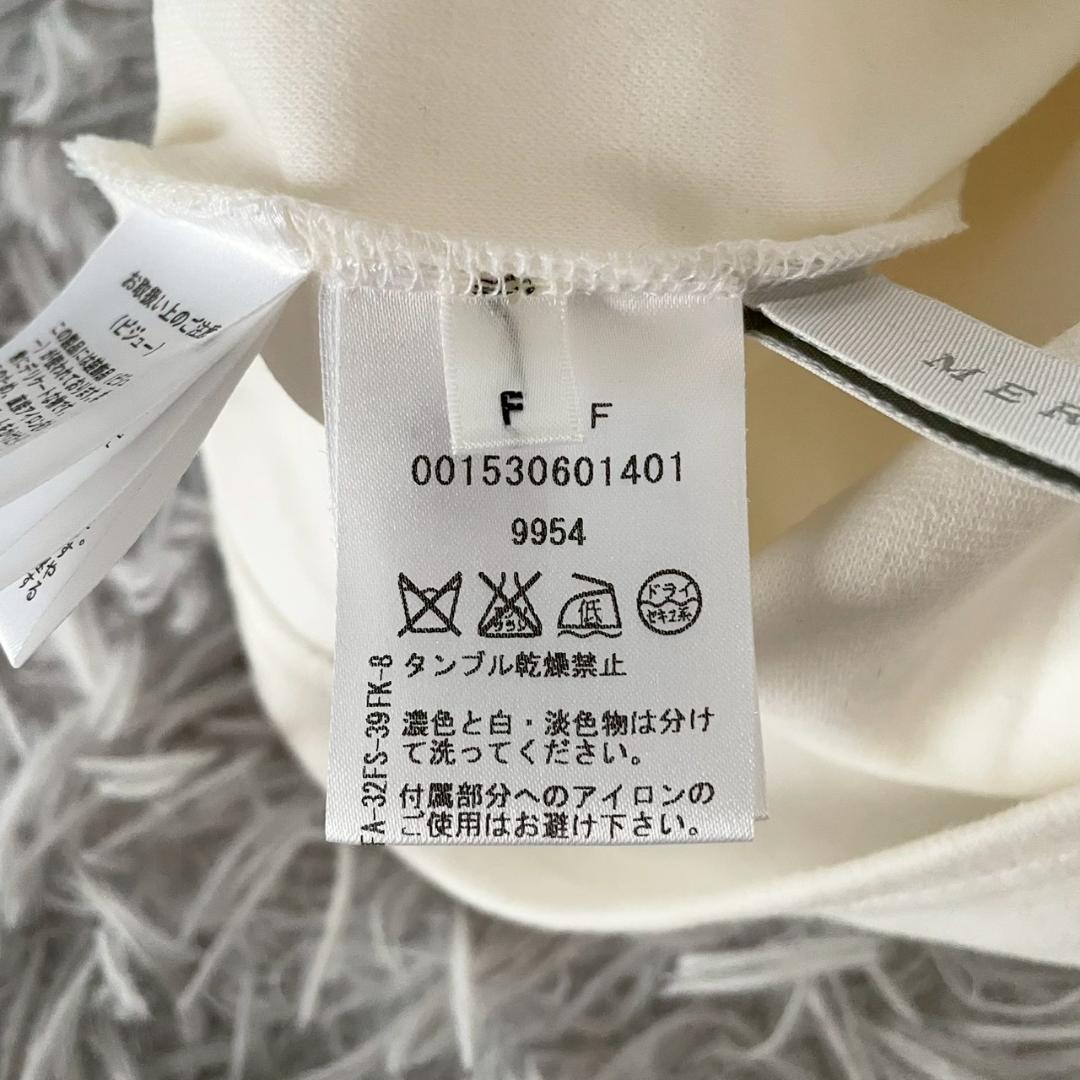 お取扱い上のご注意
(ビジュー)
F
F
001530601401
9954
低
ドライ
セキユ系
タンブル乾燥禁止
濃色と白・淡色物は分け
て洗ってください。
付属部分へのアイロンの
ご使用はお避け下さい。
FA-32FS-39FK-8
MER